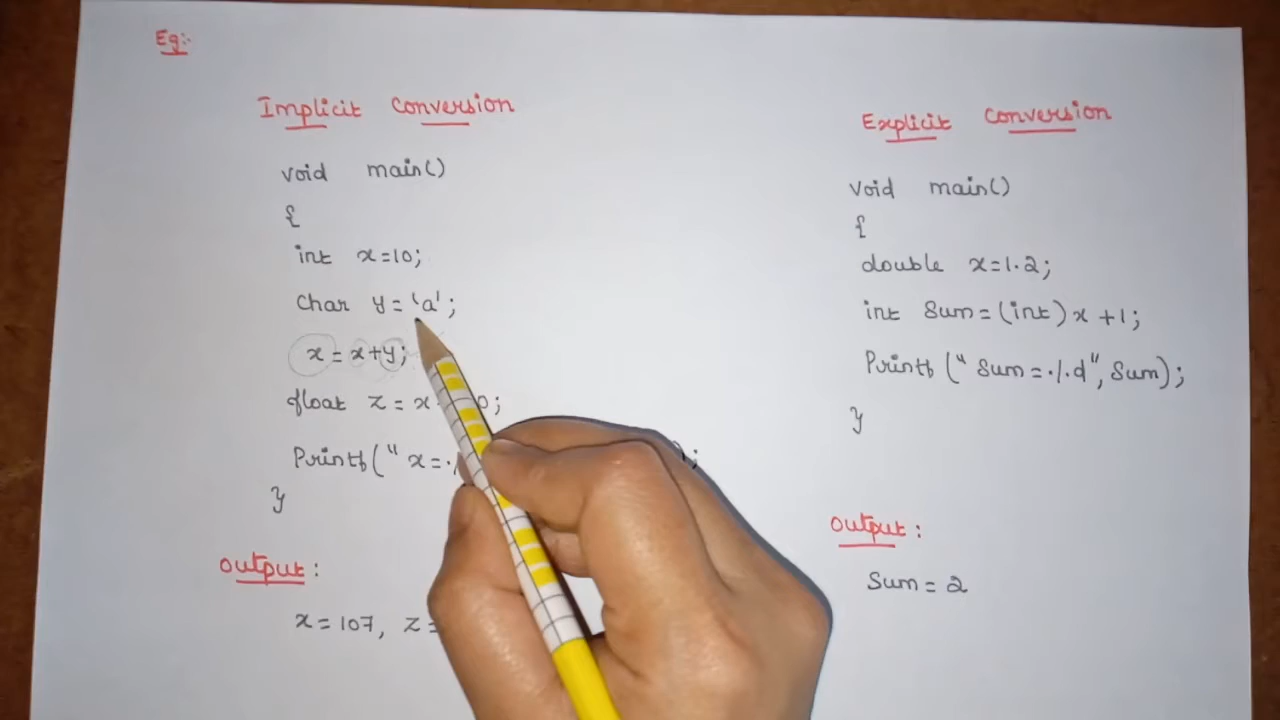 Eg:-
Implicit Conversion
void main()
{
int x=10;
Char y='a';
x=x+y;
float z=x 0;
Printf("x=.
);
}
Output:
x=107, z=
Explicit Conversion
void main()
{
double x=1.2;
int Sum=(int)x+1;
Printf("Sum=.|.d", Sum);
}
Output:
Sum=2